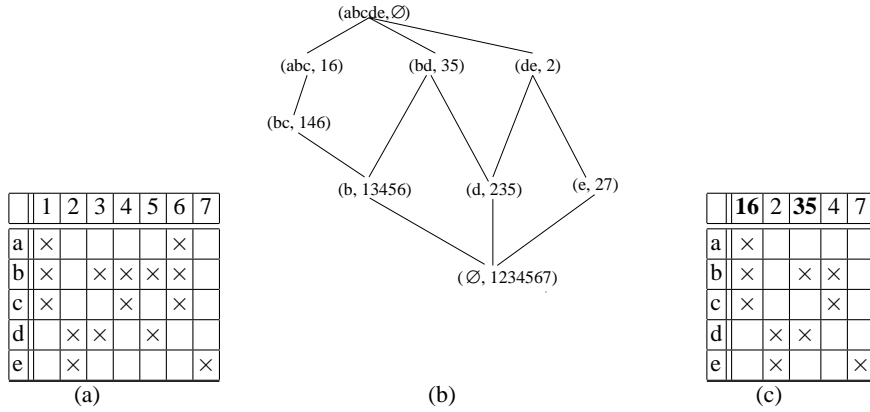 (abcde, ∅)
(abc, 16) (bd, 35) (de, 2)
(bc, 146)
(b, 13456) (d, 235) (e, 27)
(∅, 1234567)
1 2 3 4 5 6 7
a × ×
b × × × × ×
c × × ×
d × × ×
e × ×
(a)
(b)
16 2 35 4 7
a ×
b × × ×
c × ×
d × ×
e × ×
(c)